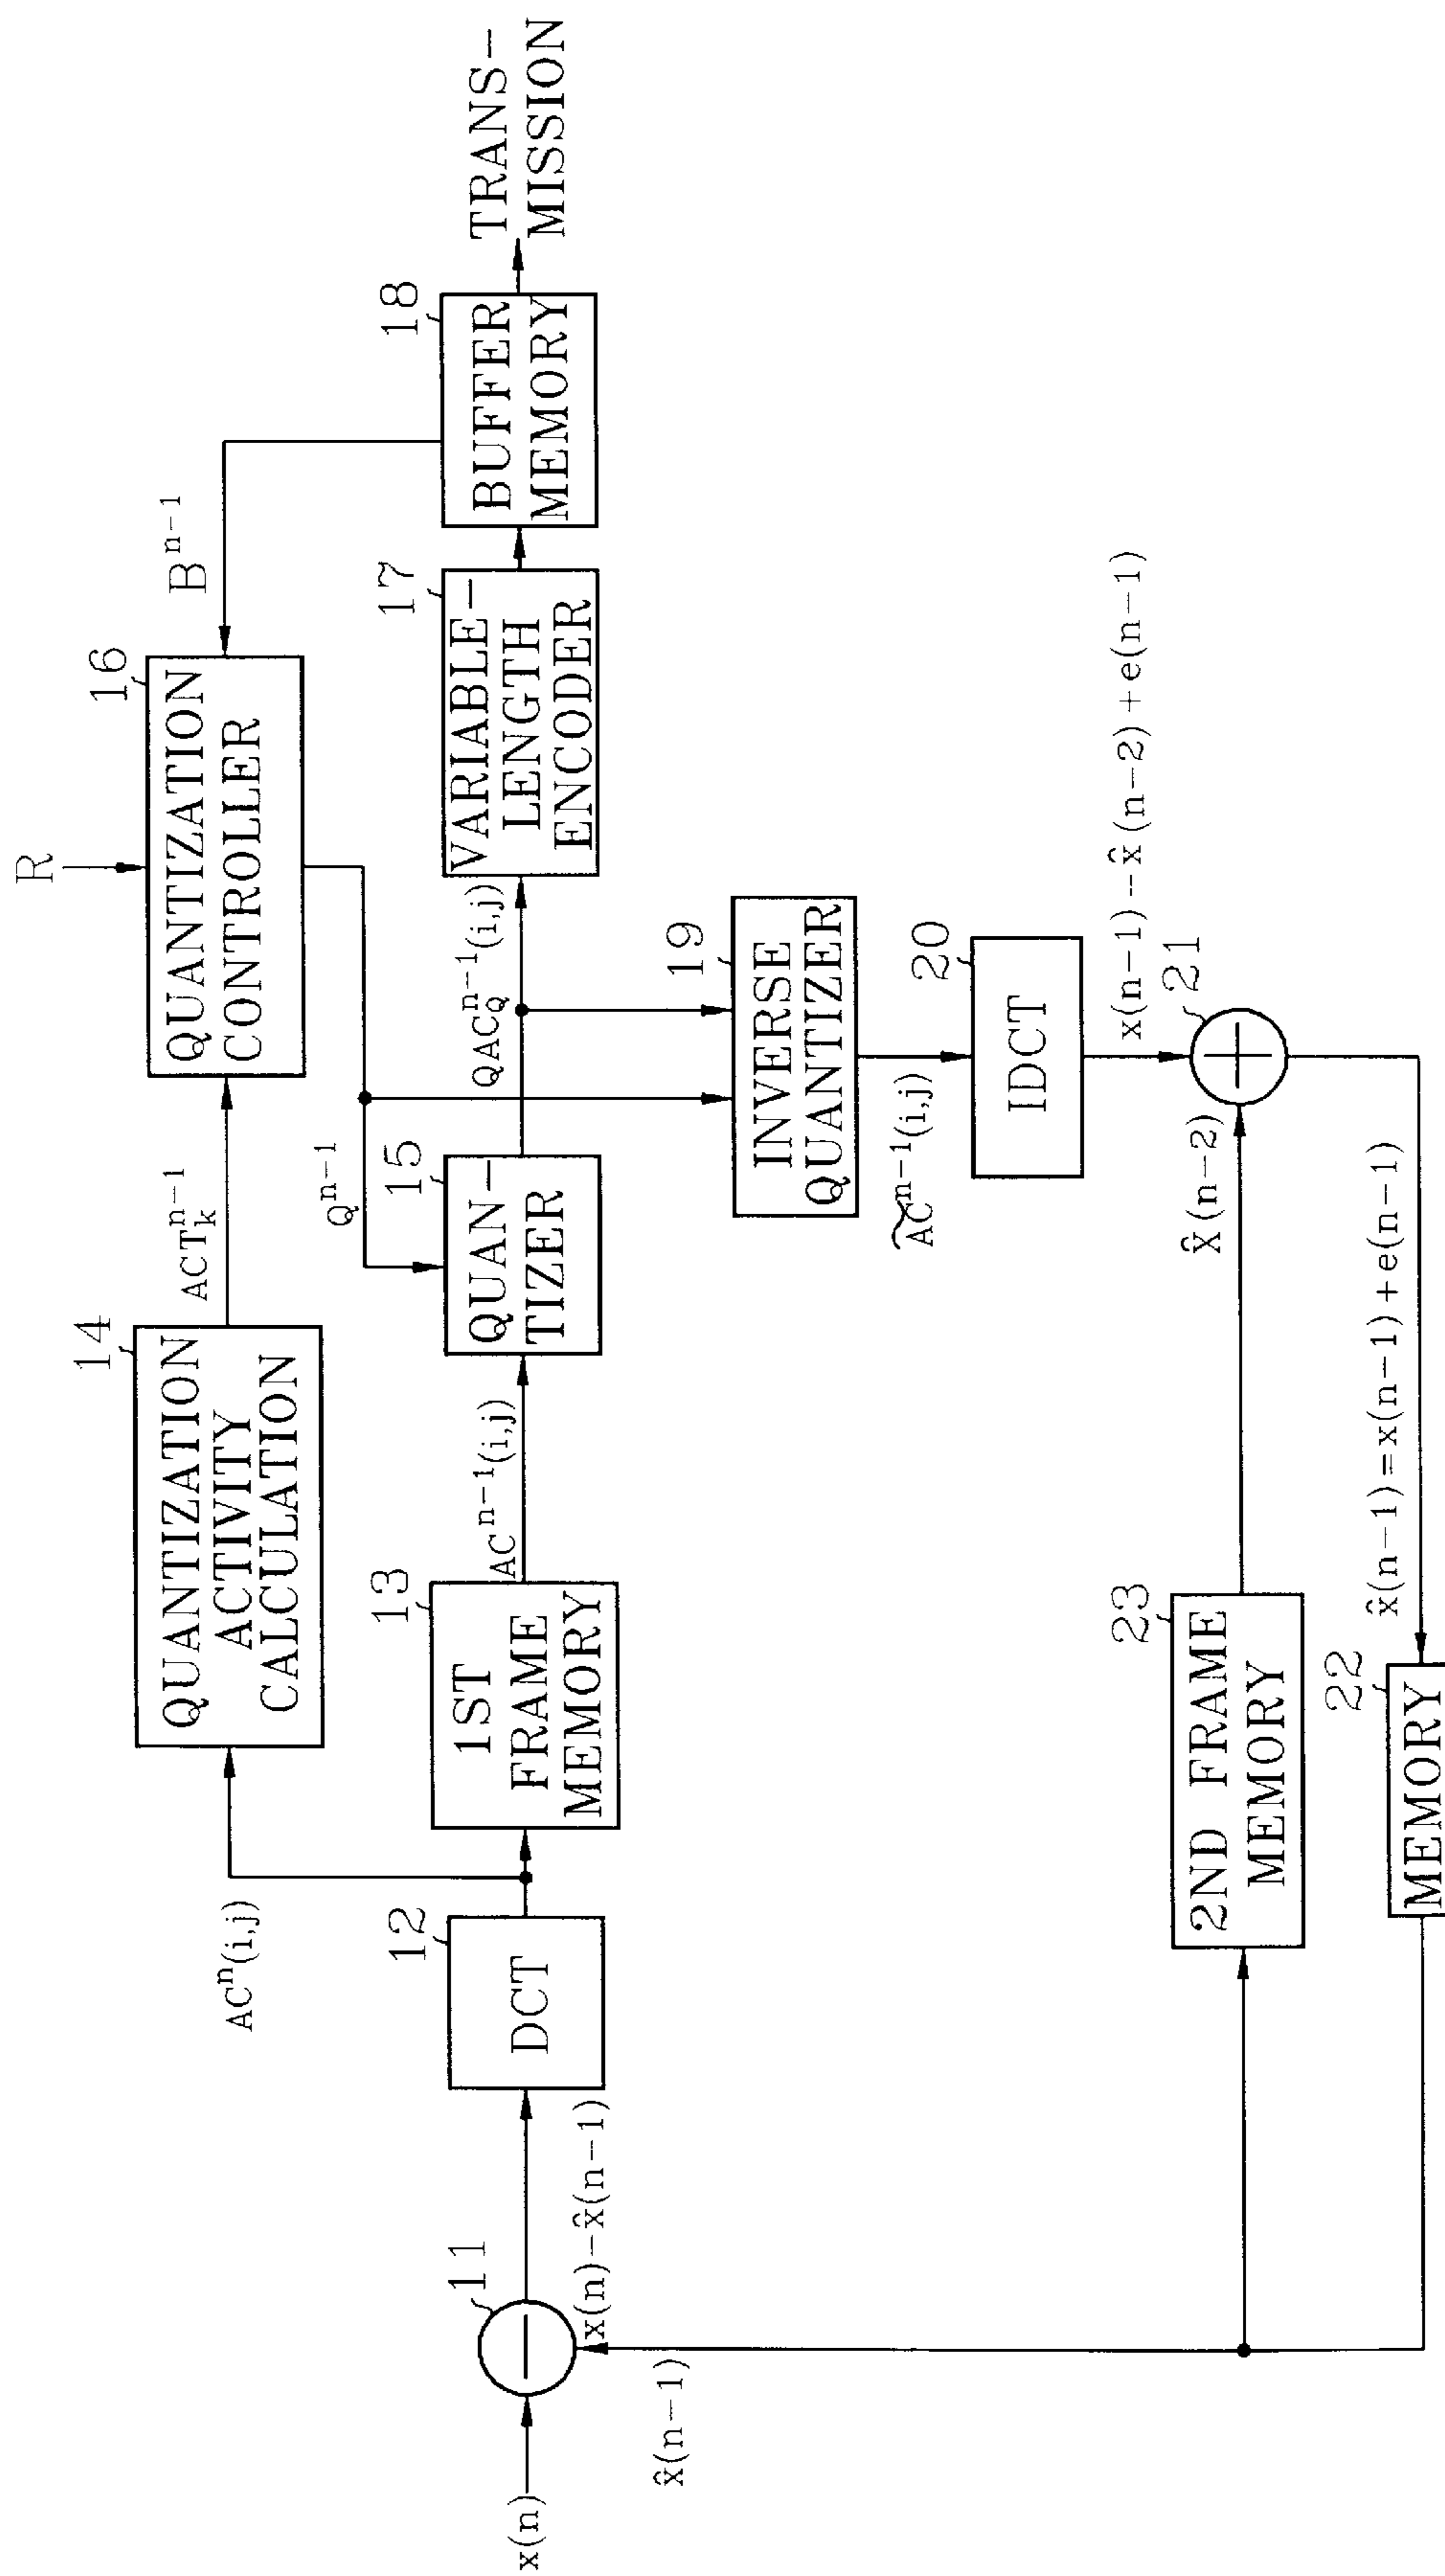 R
16
QUANTIZATION
CONTROLLER
B^{n-1}
14
QUANTIZATION
ACTIVITY
CALCULATION
ACT_k^{n-1}
Q^{n-1}
AC^n(i,j)
x(n)
11
x(n)-x̂(n-1)
x̂(n-1)
12
DCT
13
1ST
FRAME
MEMORY
AC^{n-1}(i,j)
15
QUAN-
TIZER
QAC_Q^{n-1}(i,j)
17
VARIABLE-
LENGTH
ENCODER
18
BUFFER
MEMORY
TRANS-
MISSION
19
INVERSE
QUANTIZER
ÃC^{n-1}(i,j)
20
IDCT
x(n-1)-x̂(n-2)+e(n-1)
21
x̂(n-2)
23
2ND FRAME
MEMORY
x̂(n-1)=x(n-1)+e(n-1)
22
MEMORY